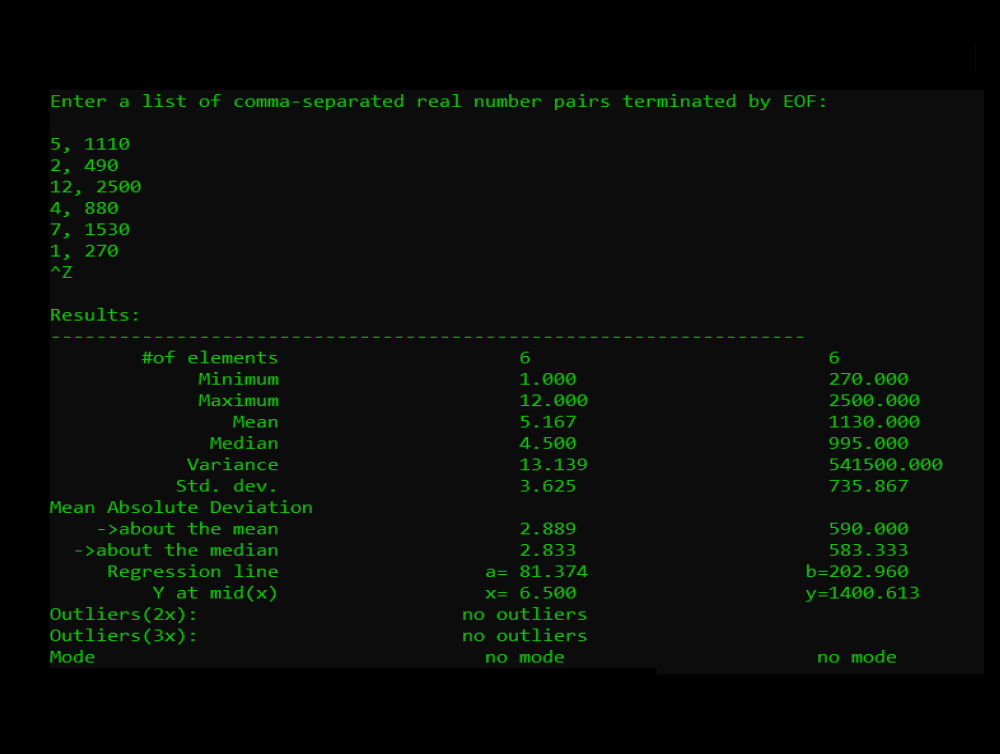 Enter a list of comma-separated real number pairs terminated by EOF:
5, 1110
2, 490
12, 2500
4, 880
7, 1530
1, 270
^Z
Results:
------------------------------------------------------------------
#of elements 6 6
Minimum 1.000 270.000
Maximum 12.000 2500.000
Mean 5.167 1130.000
Median 4.500 995.000
Variance 13.139 541500.000
Std. dev. 3.625 735.867
Mean Absolute Deviation
->about the mean 2.889 590.000
->about the median 2.833 583.333
Regression line a= 81.374 b=202.960
Y at mid(x) x= 6.500 y=1400.613
Outliers(2x): no outliers
Outliers(3x): no outliers
Mode no mode no mode